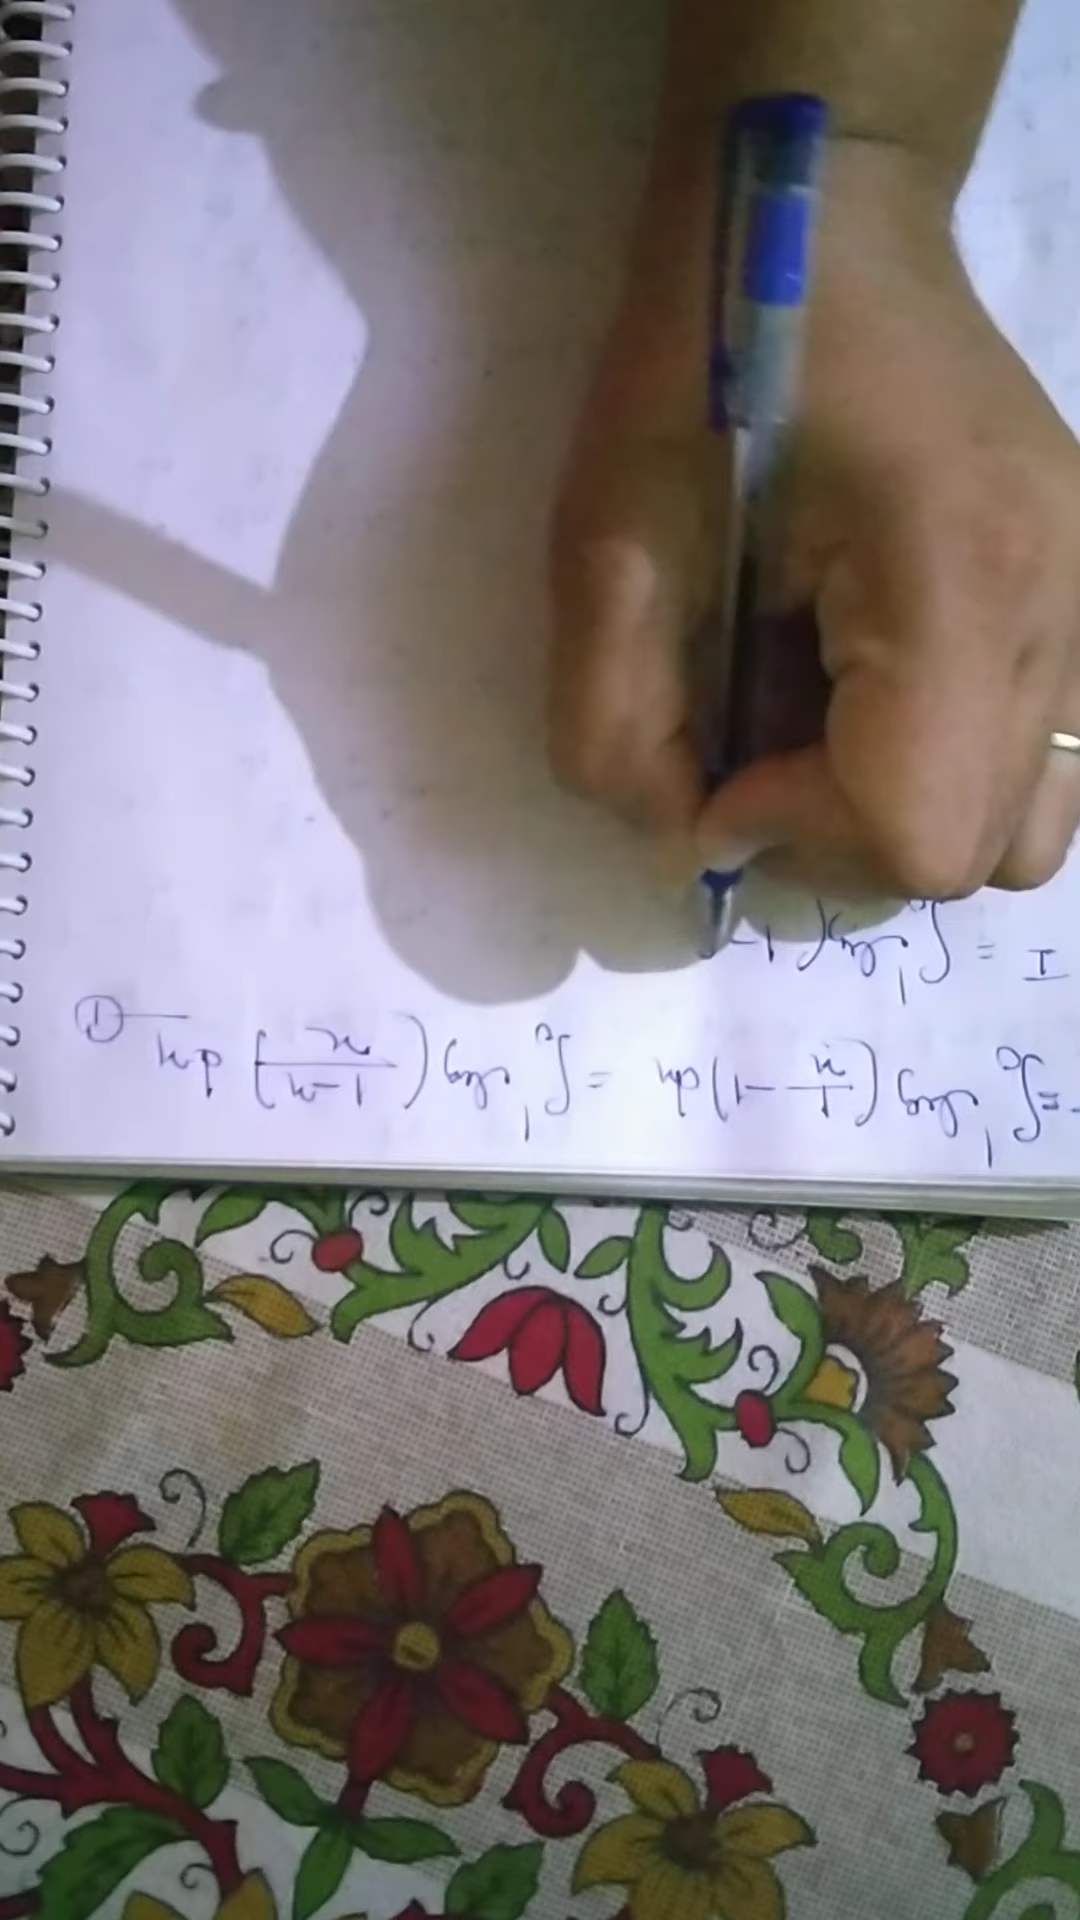 = ∫₀¹ log(1/x - 1)dx = ∫₀¹ log(1-x/x) dx — ①
I = ∫₀¹ log(1-